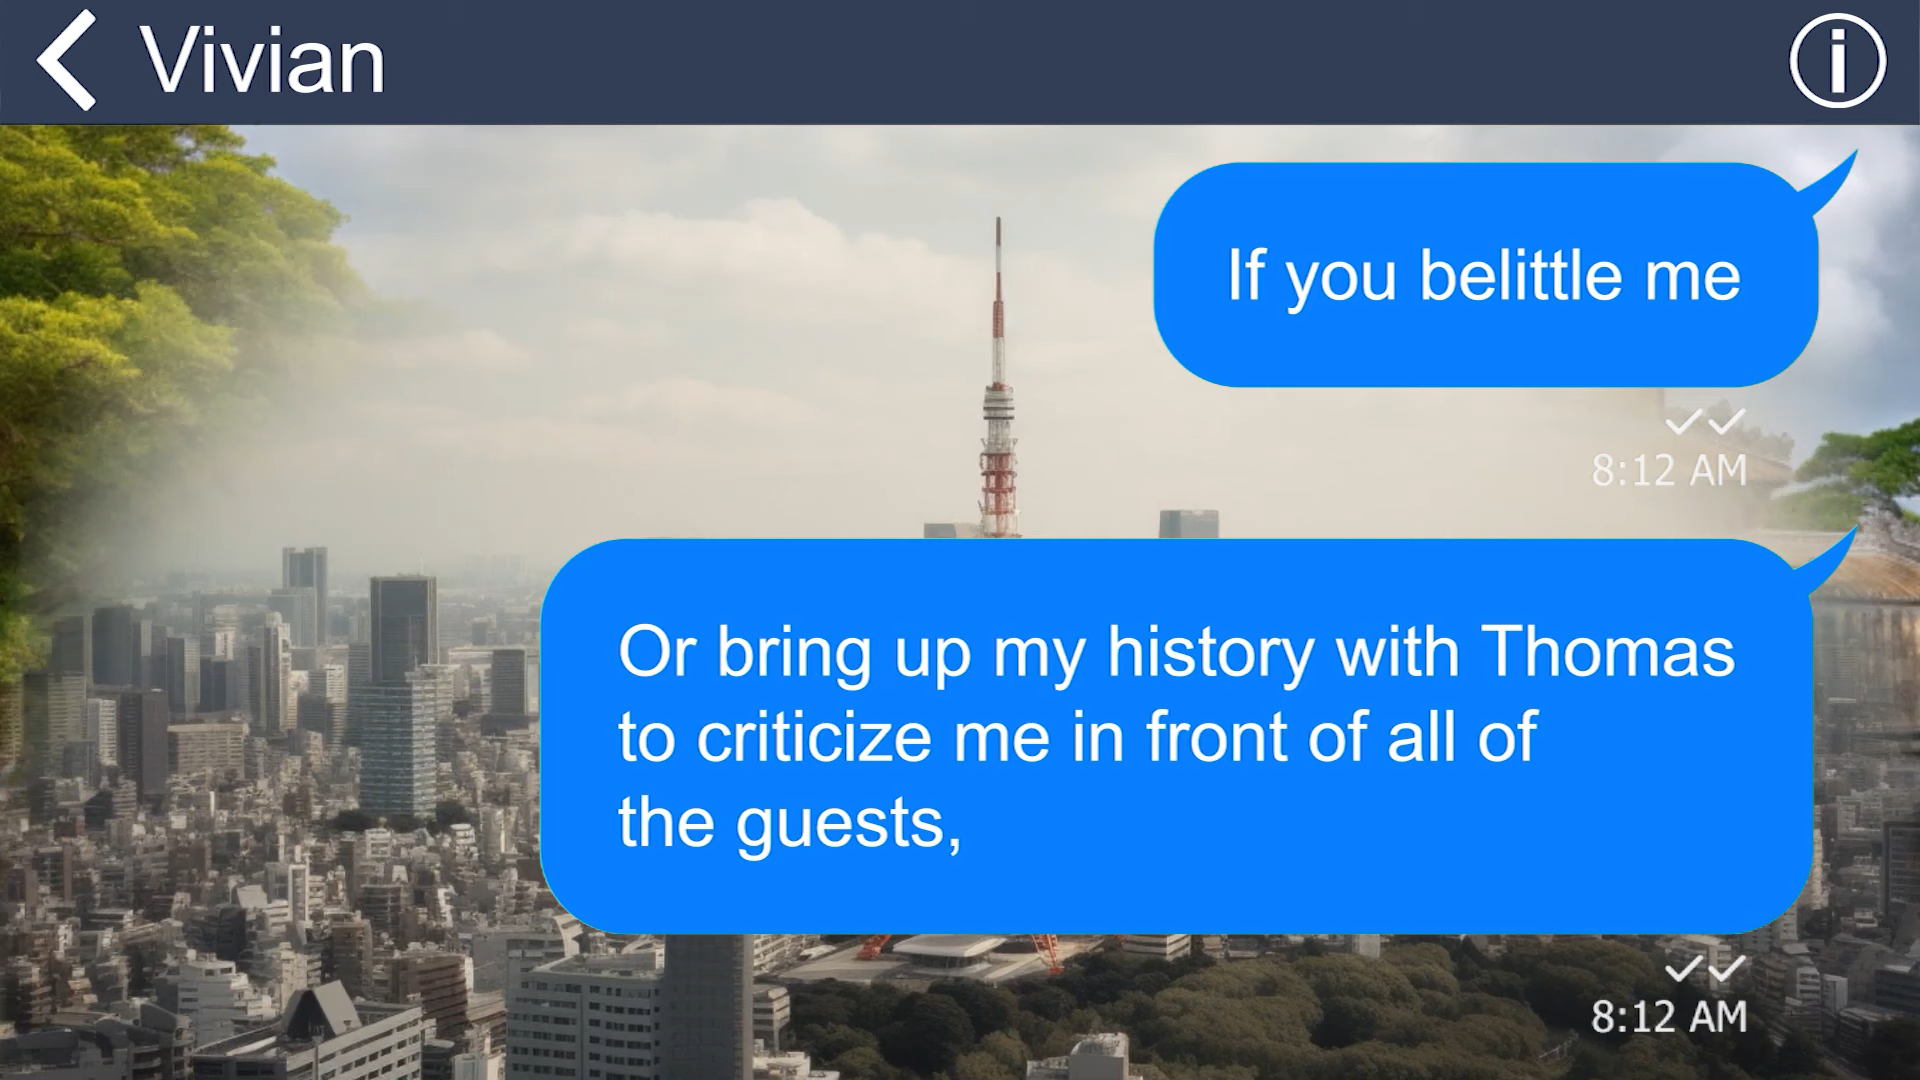 Vivian
If you belittle me
8:12 AM
Or bring up my history with Thomas
to criticize me in front of all of
the guests,
8:12 AM